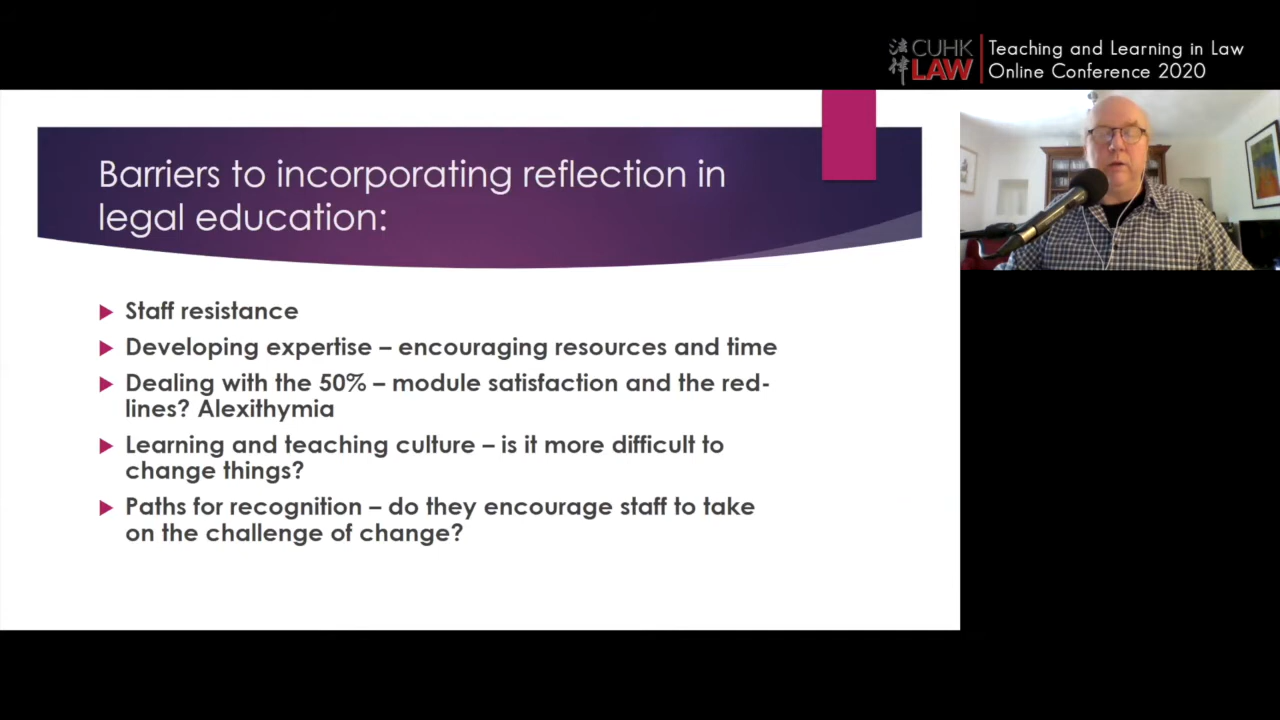 法律
CUHK
LAW
Teaching and Learning in Law
Online Conference 2020
Barriers to incorporating reflection in
legal education:
Staff resistance
Developing expertise – encouraging resources and time
Dealing with the 50% – module satisfaction and the red-
lines? Alexithymia
Learning and teaching culture – is it more difficult to
change things?
Paths for recognition – do they encourage staff to take
on the challenge of change?